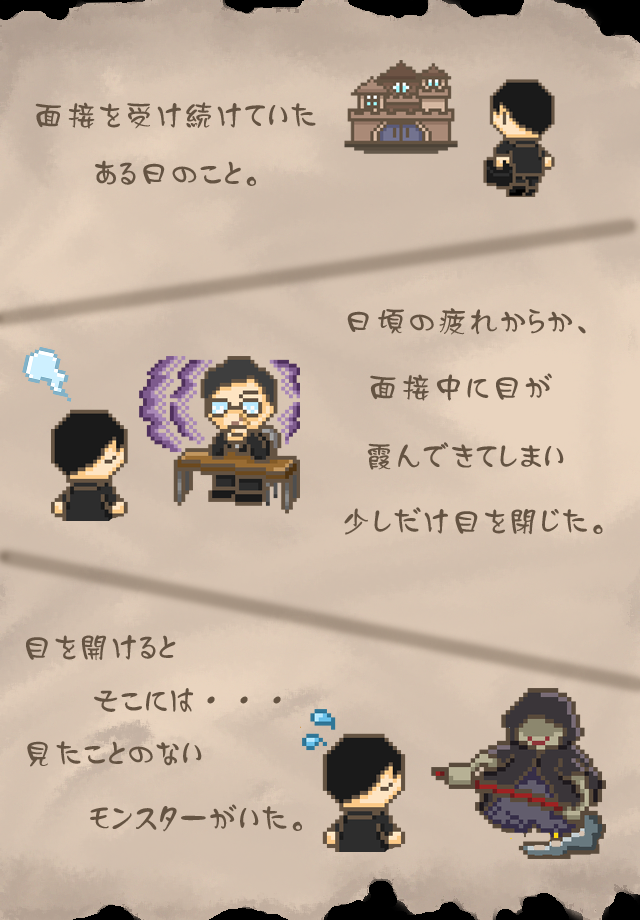 面接を受け続けていた
ある日のこと。
日頃の疲れからか、
面接中に目が
霞んできてしまい
少しだけ目を閉じた。
目を開けると
そこには・・・
見たことのない
モンスターがいた。